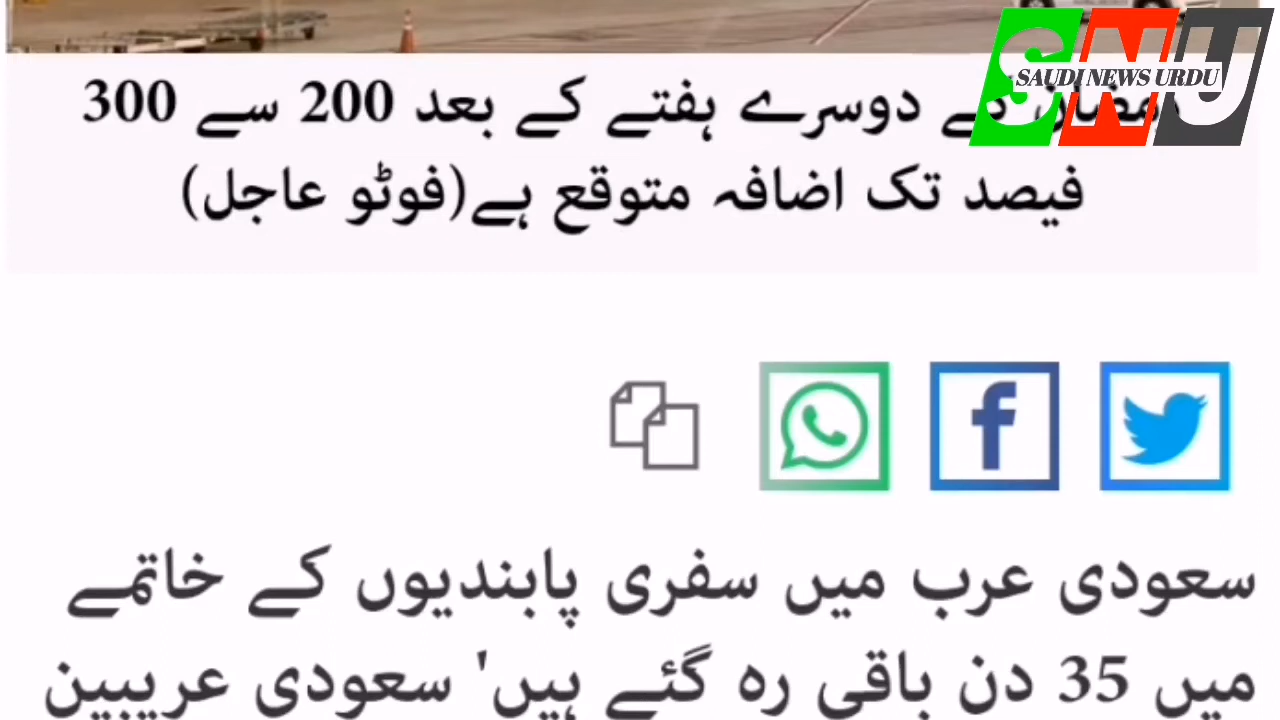 SNU
SAUDI NEWS URDU
کے دوسرے ہفتے کے بعد 200 سے 300
فیصد تک اضافہ متوقع ہے(فوٹو عاجل)
سعودی عرب میں سفری پابندیوں کے خاتمے
میں 35 دن باقی رہ گئے ہیں' سعودی عریبین